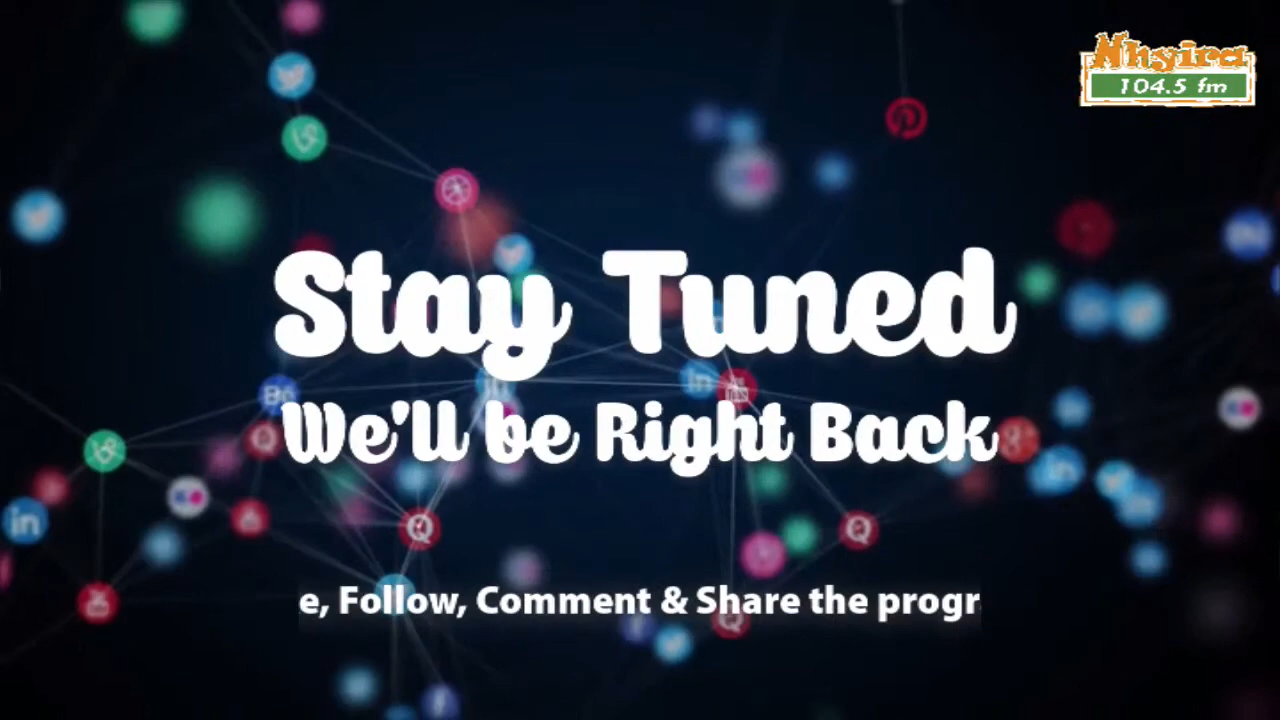 Nhyira
104.5 fm
Stay Tuned
We'll be Right Back
e, Follow, Comment & Share the progr